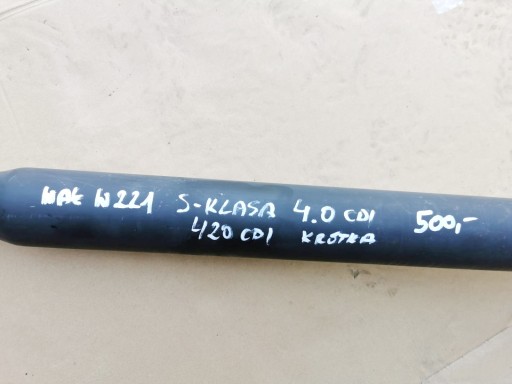 WAŁ W221 S-KLASA 4.0 CDI 500,-
420 CDI KRÓTKA